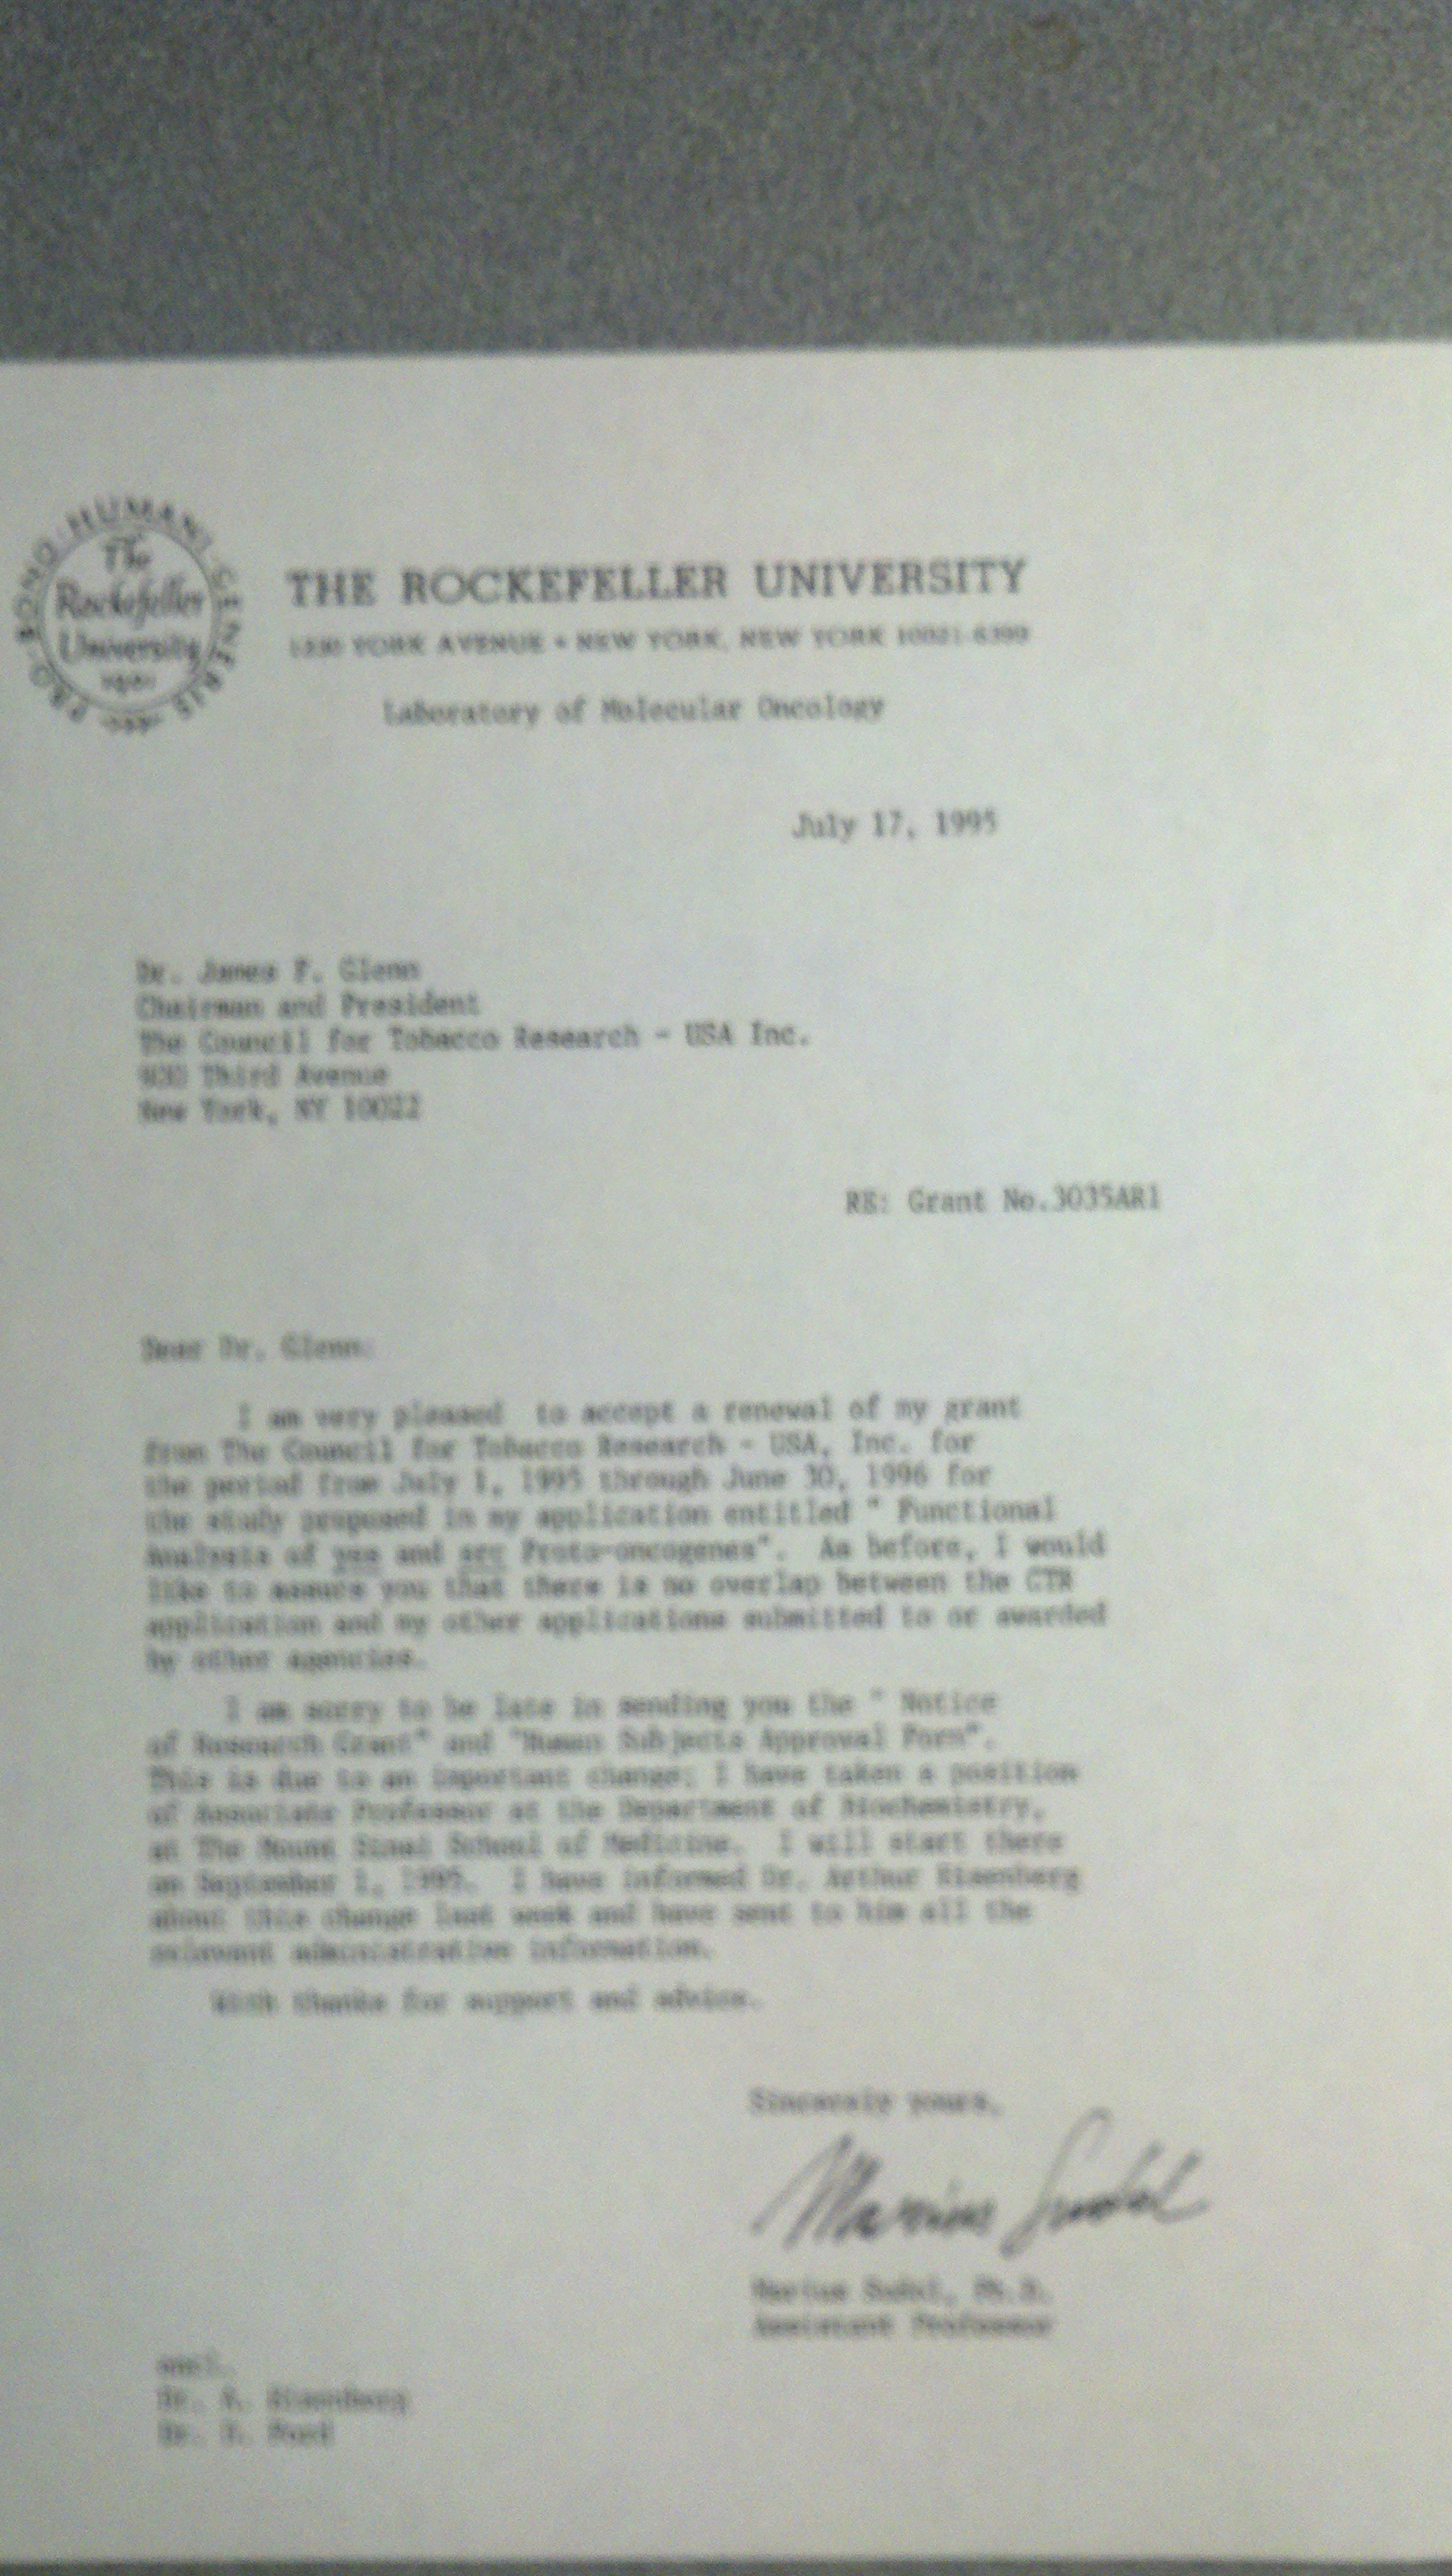 PRO BONO HUMANI GENERIS
The
Rockefeller
University
1901
THE ROCKEFELLER UNIVERSITY
1230 YORK AVENUE • NEW YORK, NEW YORK 10021-6399
Laboratory of Molecular Oncology
July 17, 1995
Dr. James F. Glenn
Chairman and President
The Council for Tobacco Research - USA Inc.
900 Third Avenue
New York, NY 10022
RE: Grant No.3035AR1
Dear Dr. Glenn:
I am very pleased to accept a renewal of my grant
from The Council for Tobacco Research - USA, Inc. for
the period from July 1, 1995 through June 30, 1996 for
the study proposed in my application entitled " Functional
Analysis of yes and src Proto-oncogenes". As before, I would
like to assure you that there is no overlap between the CTR
application and my other applications submitted to or awarded
by other agencies.
I am sorry to be late in sending you the " Notice
of Research Grant" and "Human Subjects Approval Form".
This is due to an important change: I have taken a position
of Associate Professor at the Department of Biochemistry,
at The Mount Sinai School of Medicine. I will start there
on September 1, 1995. I have informed Dr. Arthur Eisenberg
about this change last week and have sent to him all the
relevant administrative information.
With thanks for support and advice.
Sincerely yours,
Marius Sudol
Marius Sudol, Ph.D.
Assistant Professor
encl.
Dr. A. Eisenberg
Dr. D.